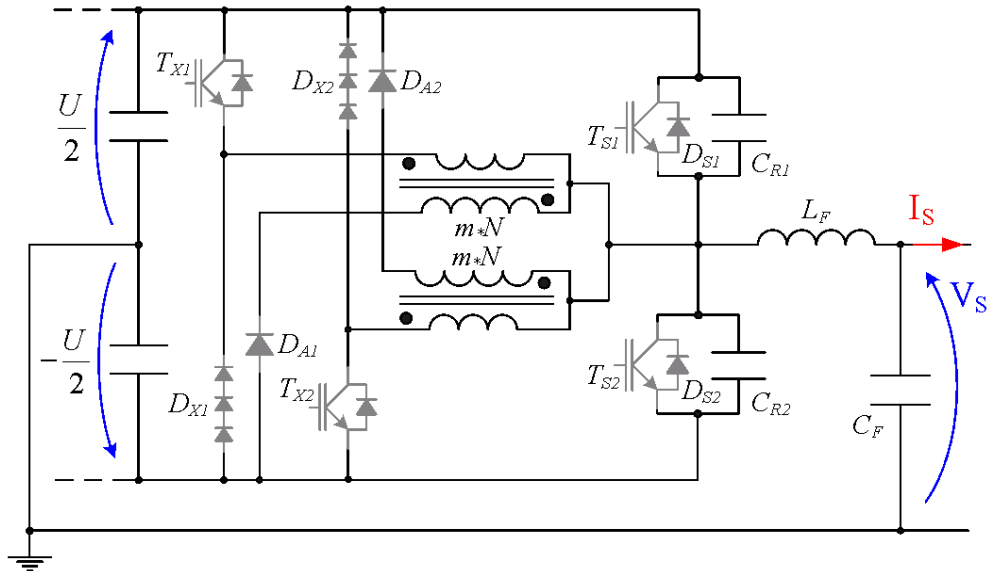 U
2
T_X1
D_X2
D_A2
T_S1
D_S1
C_R1
m*N
m*N
L_F
I_S
-U
2
D_X1
D_A1
T_X2
T_S2
D_S2
C_R2
C_F
V_S